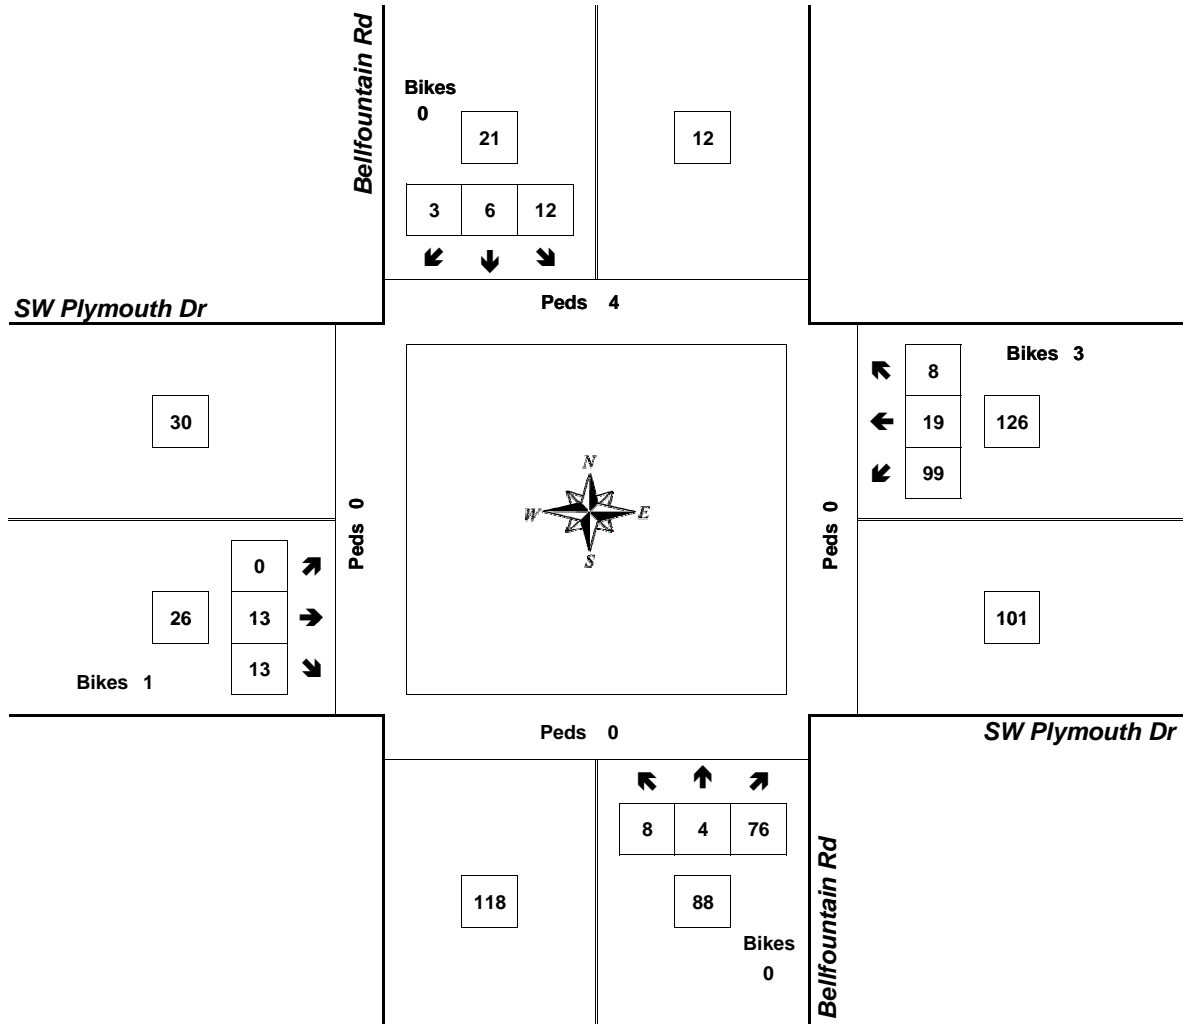 Bellfountain Rd
Bikes
0
21
12
3 6 12
Peds 4
SW Plymouth Dr
Bikes 3
8
30
19 126
99
N
W E
S
Peds 0
Peds 0
0
26 13
13
Bikes 1
101
Peds 0
SW Plymouth Dr
8 4 76
118
88
Bikes
0
Bellfountain Rd